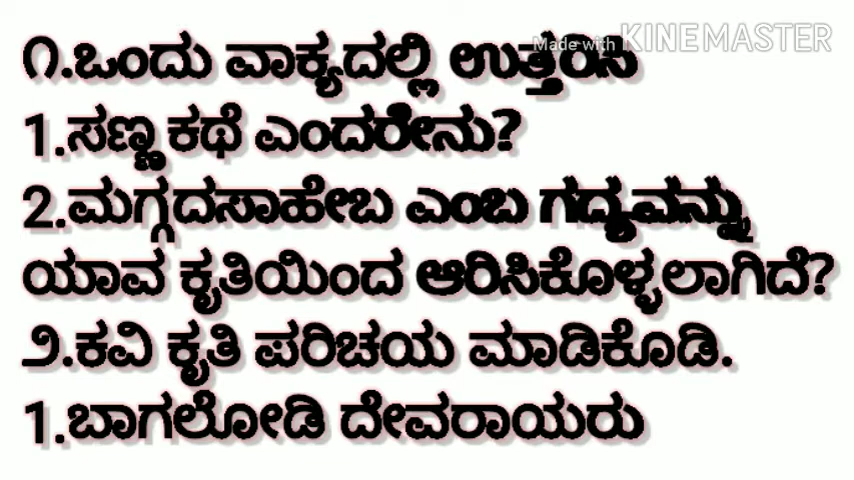 Made with KINEMASTER
೧.ಒಂದು ವಾಕ್ಯದಲ್ಲಿ ಉತ್ತರಿಸಿ
1.ಸಣ್ಣಕಥೆ ಎಂದರೇನು?
2.ಮಗ್ಗದಸಾಹೇಬ ಎಂಬ ಗದ್ಯವನ್ನು
ಯಾವ ಕೃತಿಯಿಂದ ಆರಿಸಿಕೊಳ್ಳಲಾಗಿದೆ?
೨.ಕವಿ ಕೃತಿ ಪರಿಚಯ ಮಾಡಿಕೊಡಿ.
1.ಬಾಗಲೋಡಿ ದೇವರಾಯರು